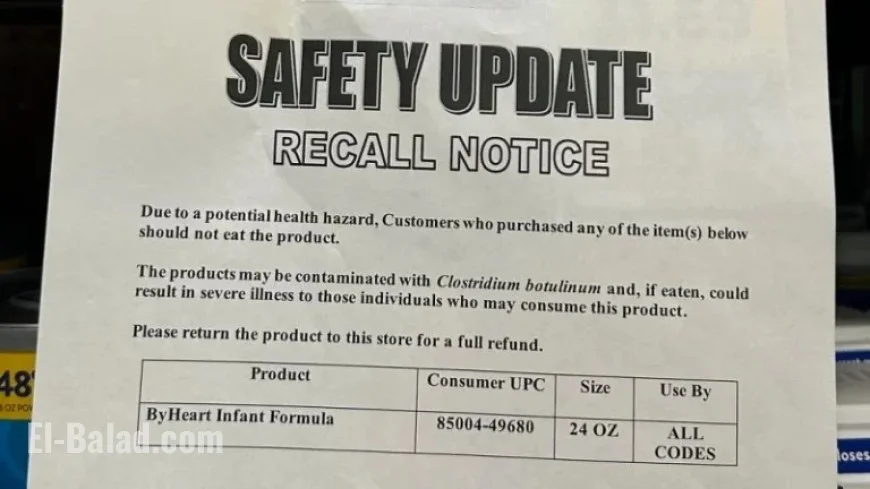 SAFETY UPDATE
RECALL NOTICE
Due to a potential health hazard, Customers who purchased any of the item(s) below
should not eat the product.
The products may be contaminated with Clostridium botulinum and, if eaten, could
result in severe illness to those individuals who may consume this product.
Please return the product to this store for a full refund.
Product Consumer UPC Size Use By
ByHeart Infant Formula 85004-49680 24 OZ ALL
CODES
El-Balad.com
48